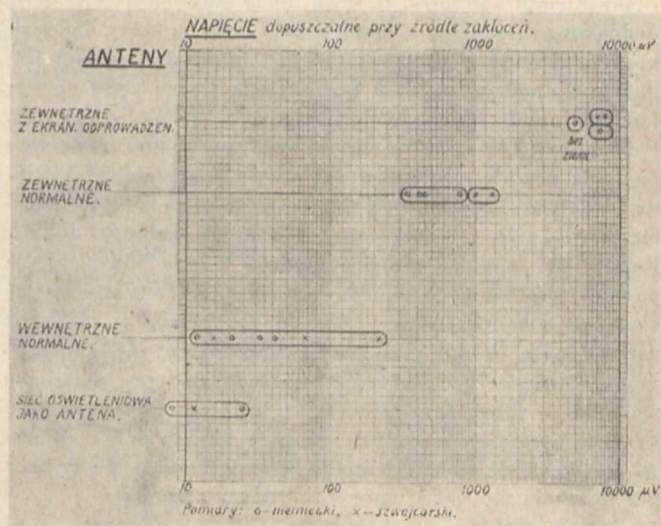 NAPIĘCIE dopuszczalne przy źródle zakłóceń.
10 100 1000 10000 µV
ANTENY
ZEWNĘTRZNE
Z EKRAN. ODPROWADZEN.
bez
ZEWNĘTRZNE
NORMALNE.
WEWNĘTRZNE
NORMALNE.
SIEĆ OŚWIETLENIOWA
JAKO ANTENA.
10 100 1000 10000 µV
Pomiary: o-niemiecki, x-szwajcarski.